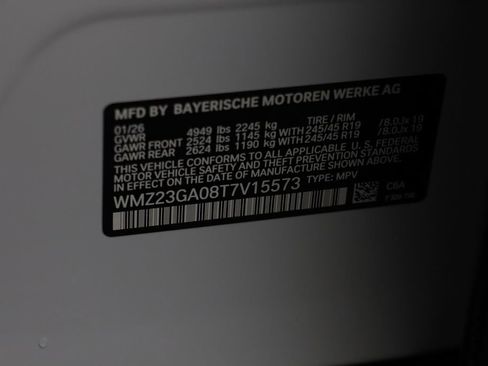 MFD BY BAYERISCHE MOTOREN WERKE AG
01/26 TIRE / RIM
GVWR 4949 lbs 2245 kg
GAWR FRONT 2524 lbs 1145 kg WITH 245/45 R19 / 8.0Jx 19
GAWR REAR 2624 lbs 1190 kg WITH 245/45 R19 / 8.0Jx 19
THIS VEHICLE CONFORMS TO ALL APPLICABLE U. S. FEDERAL
MOTOR VEHICLE SAFETY AND THEFT PREVENTION STANDARDS
IN EFFECT ON THE DATE OF MANUFACTURE SHOWN ABOVE.
WMZ23GA08T7V15573 TYPE: MPV
C6A